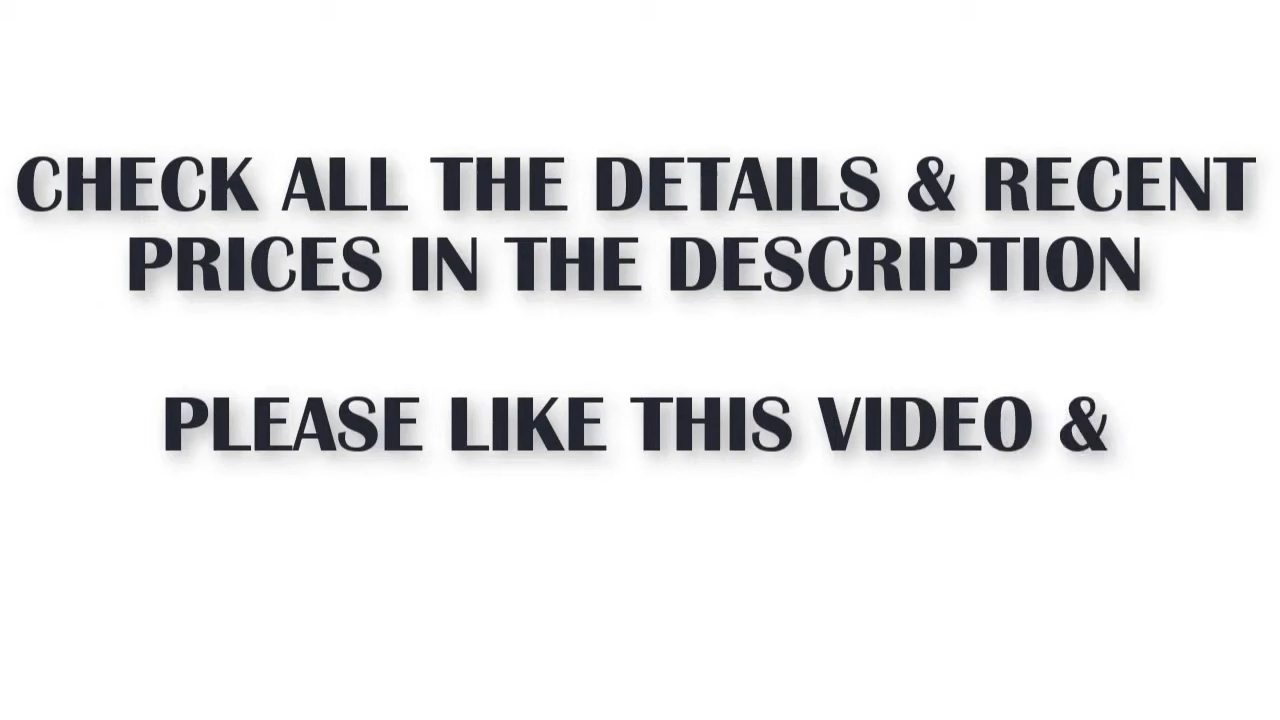 CHECK ALL THE DETAILS & RECENT
PRICES IN THE DESCRIPTION
PLEASE LIKE THIS VIDEO &